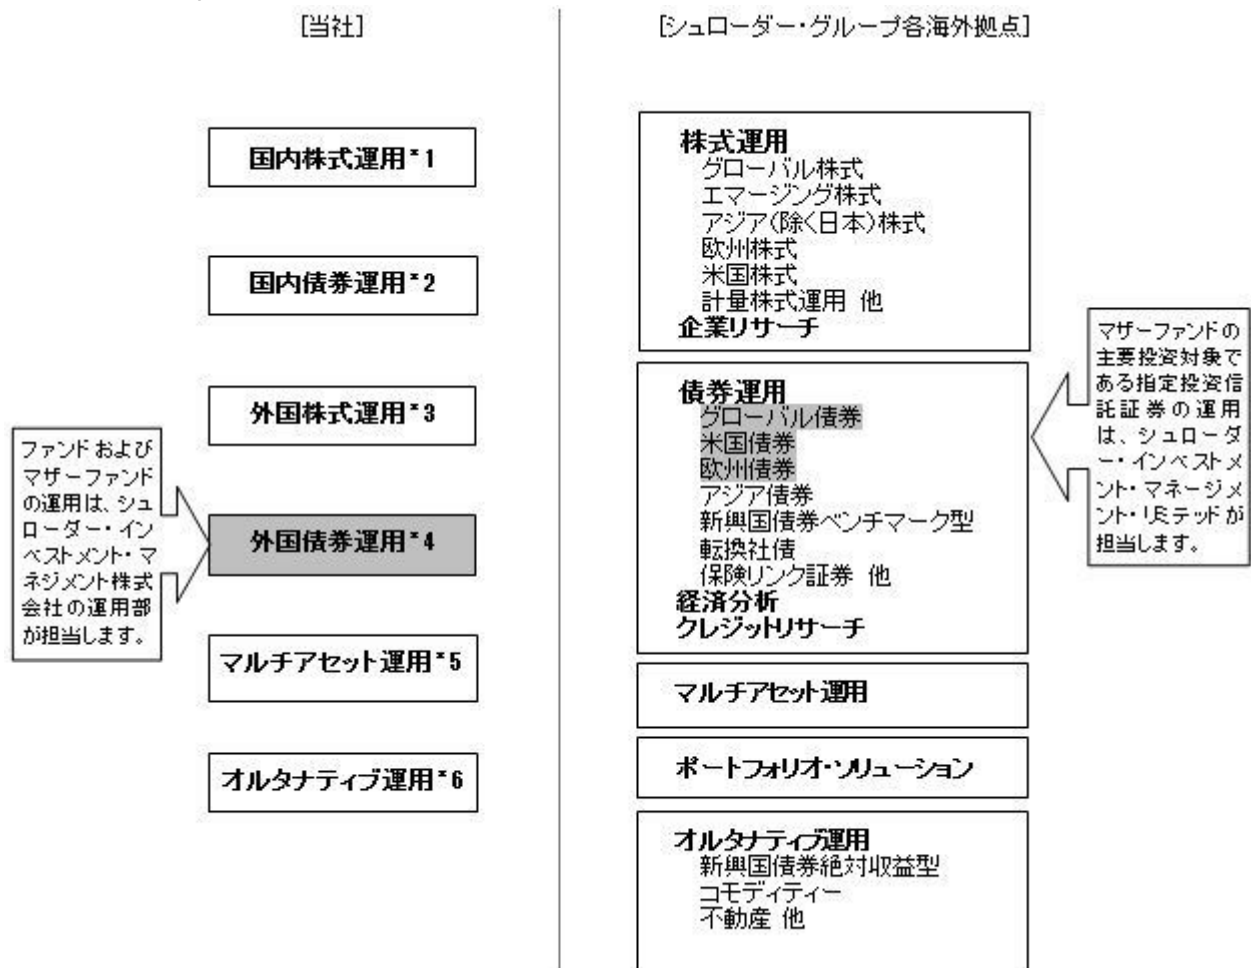 [当社]
国内株式運用*1
国内債券運用*2
外国株式運用*3
ファンドおよび
マザーファンド
の運用は、シュ
ローダー・イン
ベストメント・マ
ネジメント株式
会社の運用部
が担当します。
外国債券運用*4
マルチアセット運用*5
オルタナティブ運用*6
[シュローダー・グループ各海外拠点]
株式運用
グローバル株式
エマージング株式
アジア(除く日本)株式
欧州株式
米国株式
計量株式運用 他
企業リサーチ
債券運用
グローバル債券
米国債券
欧州債券
アジア債券
新興国債券ベンチマーク型
転換社債
保険リンク証券 他
経済分析
クレジットリサーチ
マザーファンドの
主要投資対象で
ある指定投資信
託証券の運用
は、シュローダ
ー・インベストメ
ント・マネージメ
ント・リミテッドが
担当します。
マルチアセット運用
ポートフォリオ・ソリューション
オルタナティブ運用
新興国債券絶対収益型
コモディティー
不動産 他